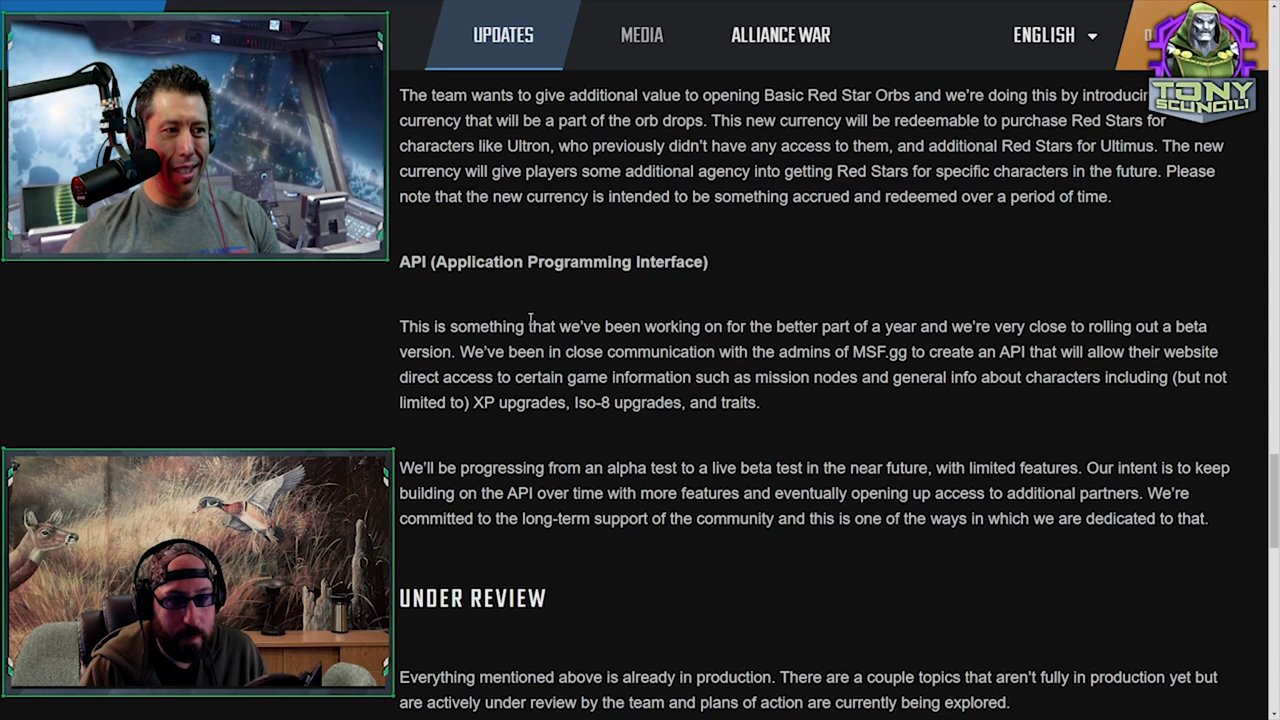 UPDATES
MEDIA
ALLIANCE WAR
ENGLISH
TONY
SCUNGILI
The team wants to give additional value to opening Basic Red Star Orbs and we're doing this by
currency that will be a part of the orb drops. This new currency will be redeemable to purchase Red Stars for
characters like Ultron, who previously didn't have any access to them, and additional Red Stars for Ultimus. The new
currency will give players some additional agency into getting Red Stars for specific characters in the future. Please
note that the new currency is intended to be something accrued and redeemed over a period of time.
API (Application Programming Interface)
This is something that we've been working on for the better part of a year and we're very close to rolling out a beta
version. We've been in close communication with the admins of MSF.gg to create an API that will allow their website
direct access to certain game information such as mission nodes and general info about characters including (but not
limited to) XP upgrades, Iso-8 upgrades, and traits.
We'll be progressing from an alpha test to a live beta test in the near future, with limited features. Our intent is to keep
building on the API over time with more features and eventually opening up access to additional partners. We're
committed to the long-term support of the community and this is one of the ways in which we are dedicated to that.
UNDER REVIEW
Everything mentioned above is already in production. There are a couple topics that aren't fully in production yet but
are actively under review by the team and plans of action are currently being explored.